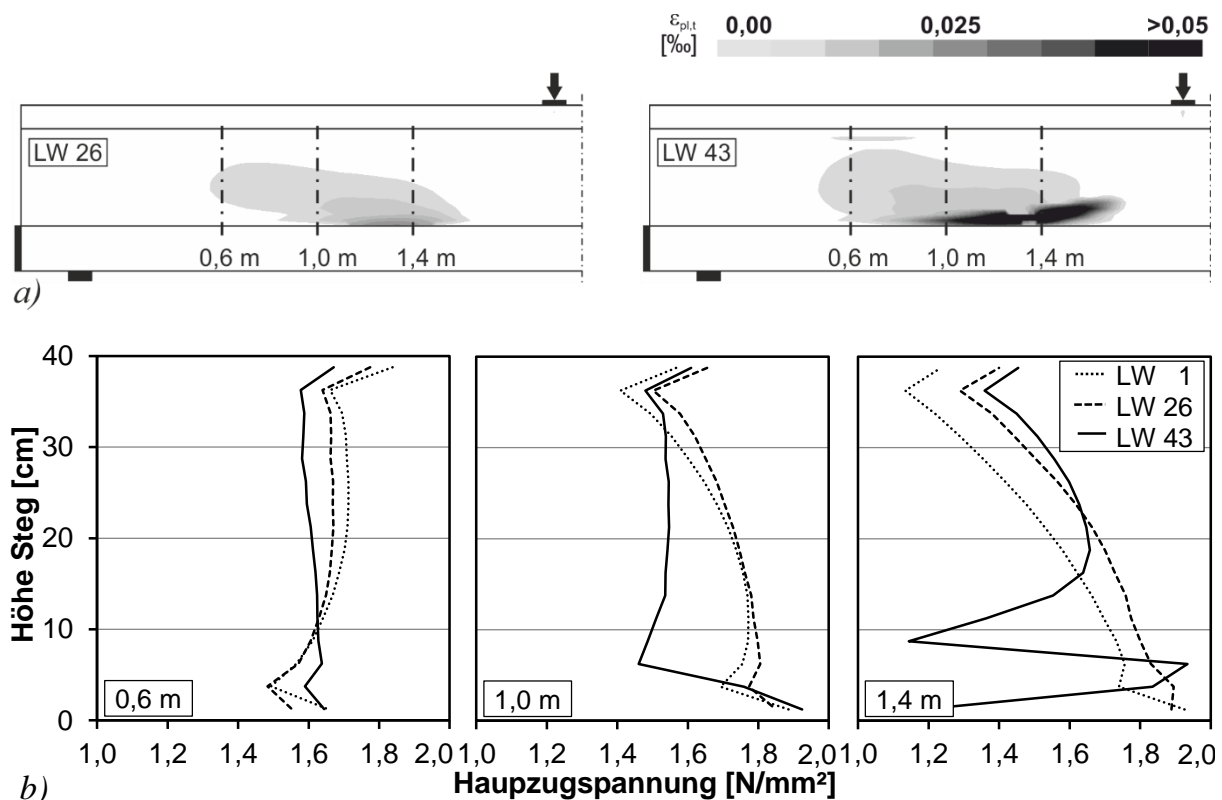 εpl,t
[‰]
0,00 0,025 >0,05
LW 26
0,6 m 1,0 m 1,4 m
LW 43
0,6 m 1,0 m 1,4 m
a)
Höhe Steg [cm]
40
30
20
10
0
0,6 m
1,0 m
1,4 m
LW 1
LW 26
LW 43
1,0 1,2 1,4 1,6 1,8 2,0
1,0 1,2 1,4 1,6 1,8 2,0
1,0 1,2 1,4 1,6 1,8 2,0
Haupzugspannung [N/mm²]
b)